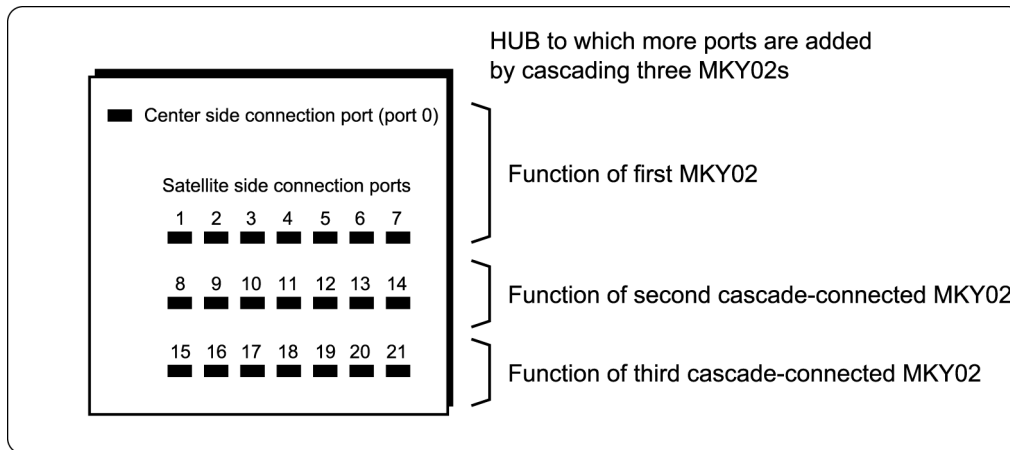 HUB to which more ports are added
by cascading three MKY02s
Center side connection port (port 0)
Function of first MKY02
Satellite side connection ports
1 2 3 4 5 6 7
8 9 10 11 12 13 14
Function of second cascade-connected MKY02
15 16 17 18 19 20 21
Function of third cascade-connected MKY02